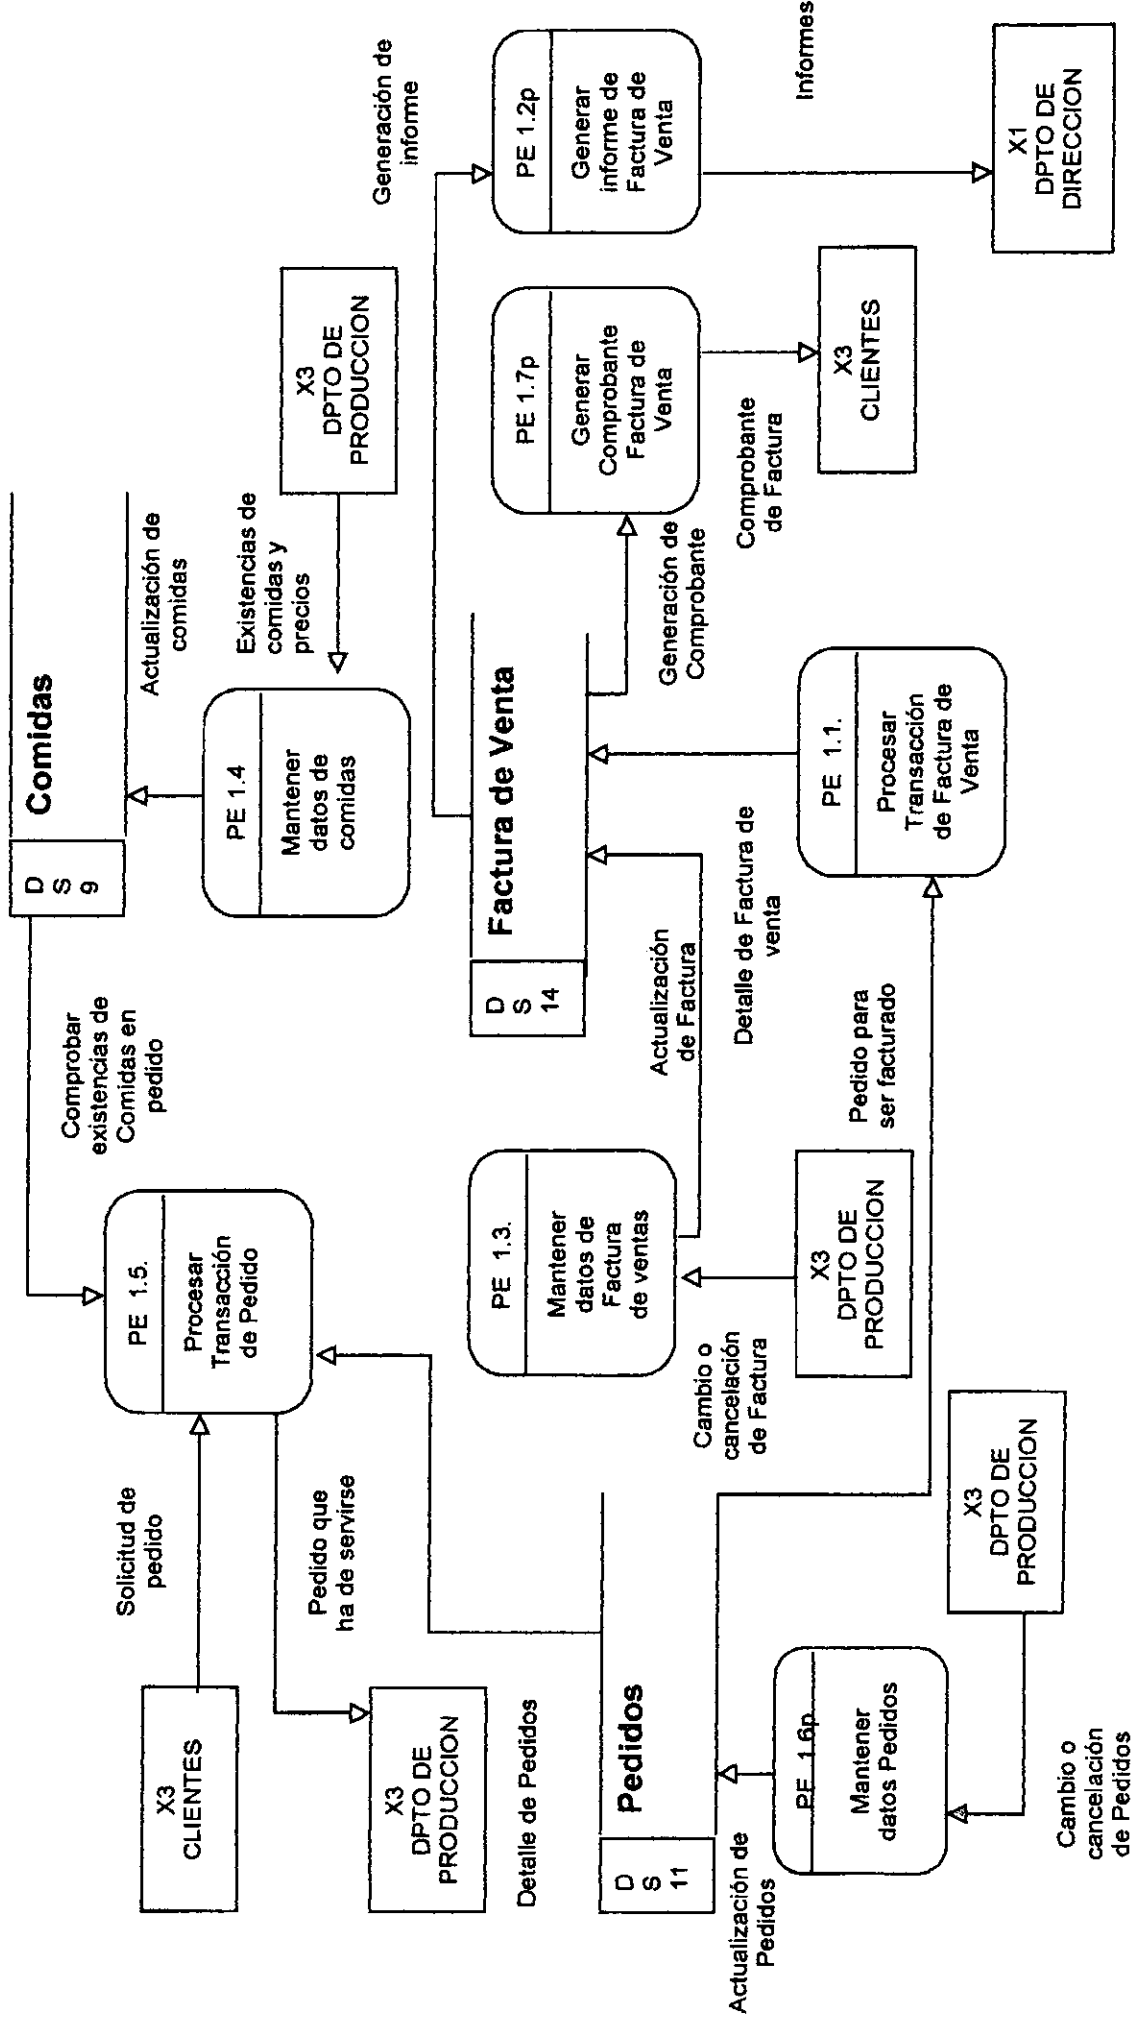 X3
CLIENTES
Solicitud de
pedido
PE 1.5.
Procesar
Transacción
de Pedido
Comprobar
existencias de
Comidas en
pedido
D
S
9
Comidas
Actualización de
comidas
PE 1.4
Mantener
datos de
comidas
Existencias de
comidas y
precios
X3
DPTO DE
PRODUCCION
Generación de
informe
Pedido que
ha de servirse
X3
DPTO DE
PRODUCCION
Detalle de Pedidos
D
S
11
Pedidos
PE 1.3.
Mantener
datos de
Factura
de ventas
Actualización
de Factura
D
S
14
Factura de Venta
Generación de
Comprobante
PE 1.7p
Generar
Comprobante
Factura de
Venta
PE 1.2p
Generar
informe de
Factura de
Venta
Cambio o
cancelación
de Factura
Detalle de Factura de
venta
Comprobante
de Factura
Informes
Actualización de
Pedidos
PE 1.6p
Mantener
datos Pedidos
X3
DPTO DE
PRODUCCION
Pedido para
ser facturado
PE 1.1.
Procesar
Transacción
de Factura de
Venta
X3
CLIENTES
X1
DPTO DE
DIRECCION
X3
DPTO DE
PRODUCCION
Cambio o
cancelación
de Pedidos